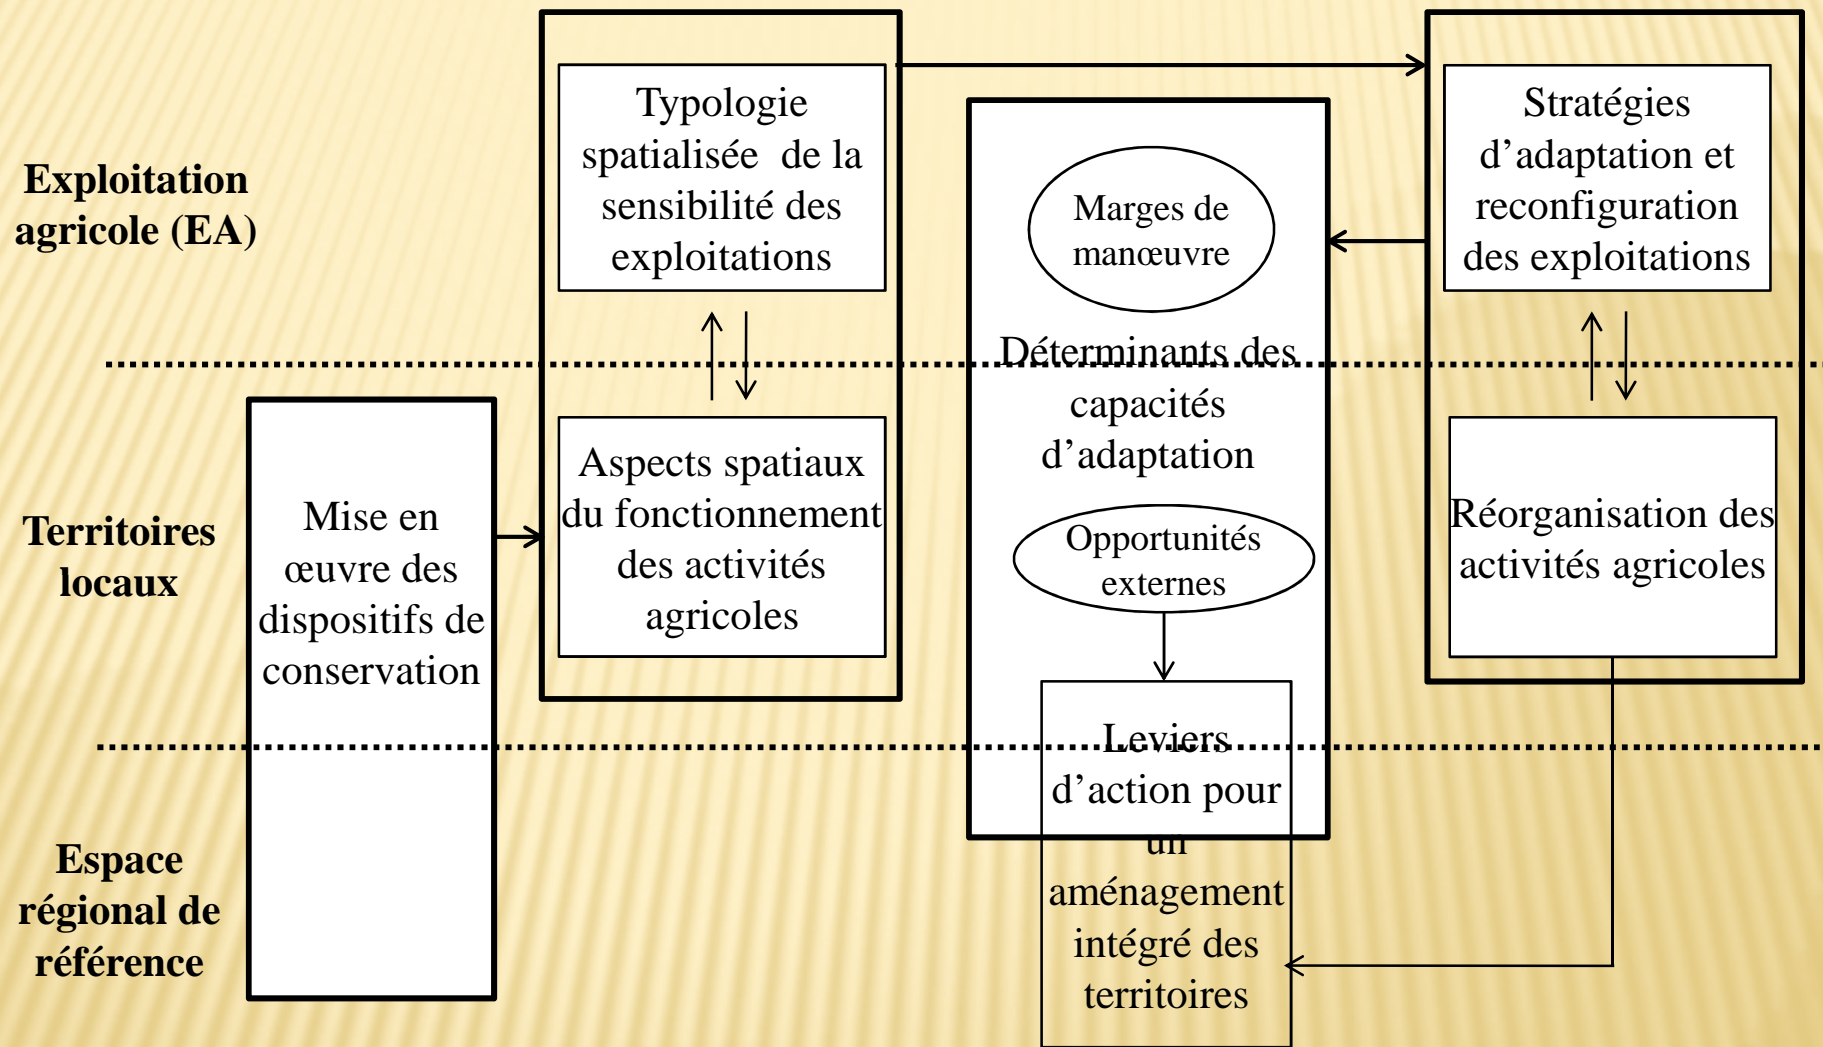 Exploitation
agricole (EA)
Territoires
locaux
Espace
régional de
référence
Mise en
œuvre des
dispositifs de
conservation
Typologie
spatialisée de la
sensibilité des
exploitations
Aspects spatiaux
du fonctionnement
des activités
agricoles
Marges de
manœuvre
Déterminants des
capacités
d’adaptation
Opportunités
externes
Leviers
d’action pour
un
aménagement
intégré des
territoires
Stratégies
d’adaptation et
reconfiguration
des exploitations
Réorganisation des
activités agricoles